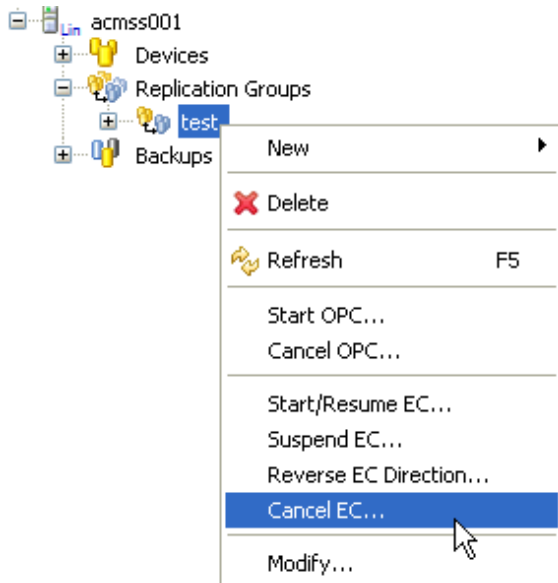 Lin acmss001
Devices
Replication Groups
test
Backups
New
Delete
Refresh F5
Start OPC...
Cancel OPC...
Start/Resume EC...
Suspend EC...
Reverse EC Direction...
Cancel EC...
Modify...